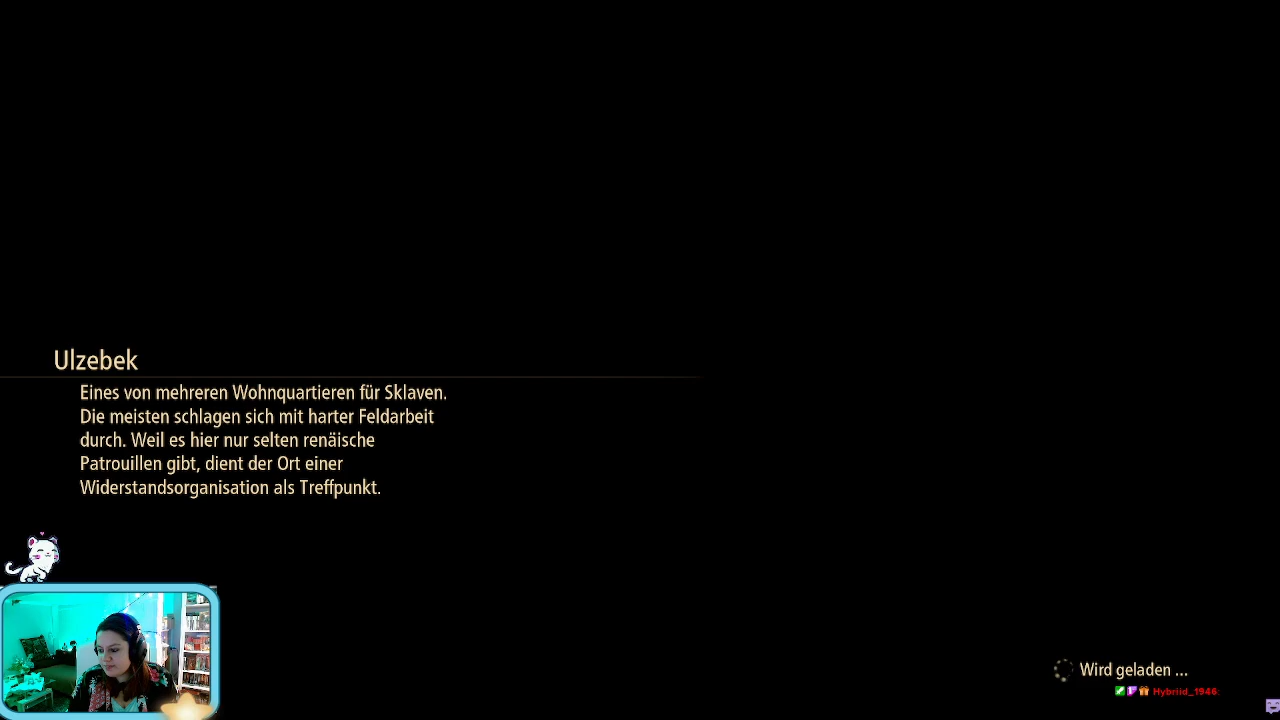 Ulzebek
Eines von mehreren Wohnquartieren für Sklaven.
Die meisten schlagen sich mit harter Feldarbeit
durch. Weil es hier nur selten renäische
Patrouillen gibt, dient der Ort einer
Widerstandsorganisation als Treffpunkt.
Wird geladen ...
Hybriid_1946: